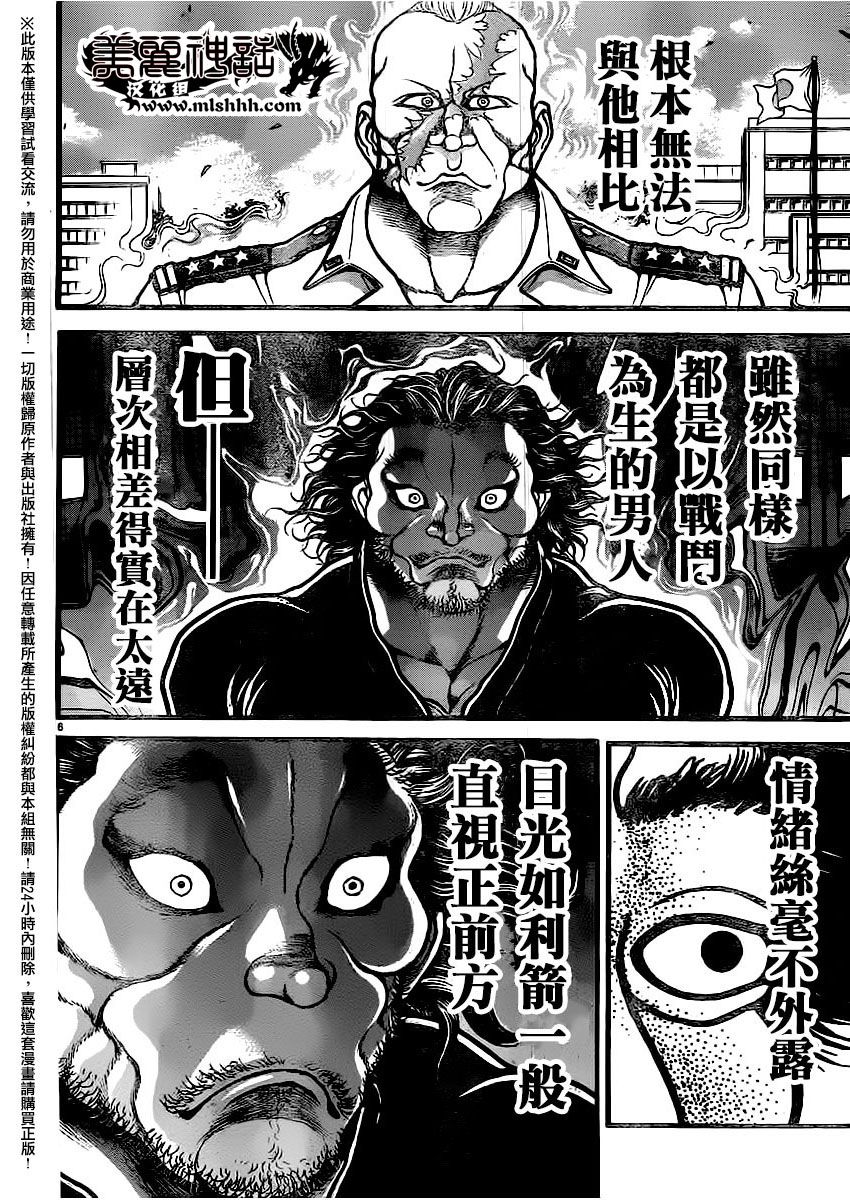 美麗神話
汉化组
www.mlshhh.com
根本無法
與他相比
雖然同樣
都是以戰鬥
為生的男人
但——
層次相差得實在太遠
6
情緒絲毫不外露
目光如利箭一般
直視正前方
※此版本僅供學習試看交流，請勿用於商業用途！一切版權歸原作者與出版社擁有！因任意轉載所產生的版權糾紛都與本組無關！請24小時內刪除，喜歡這套漫畫請購買正版！